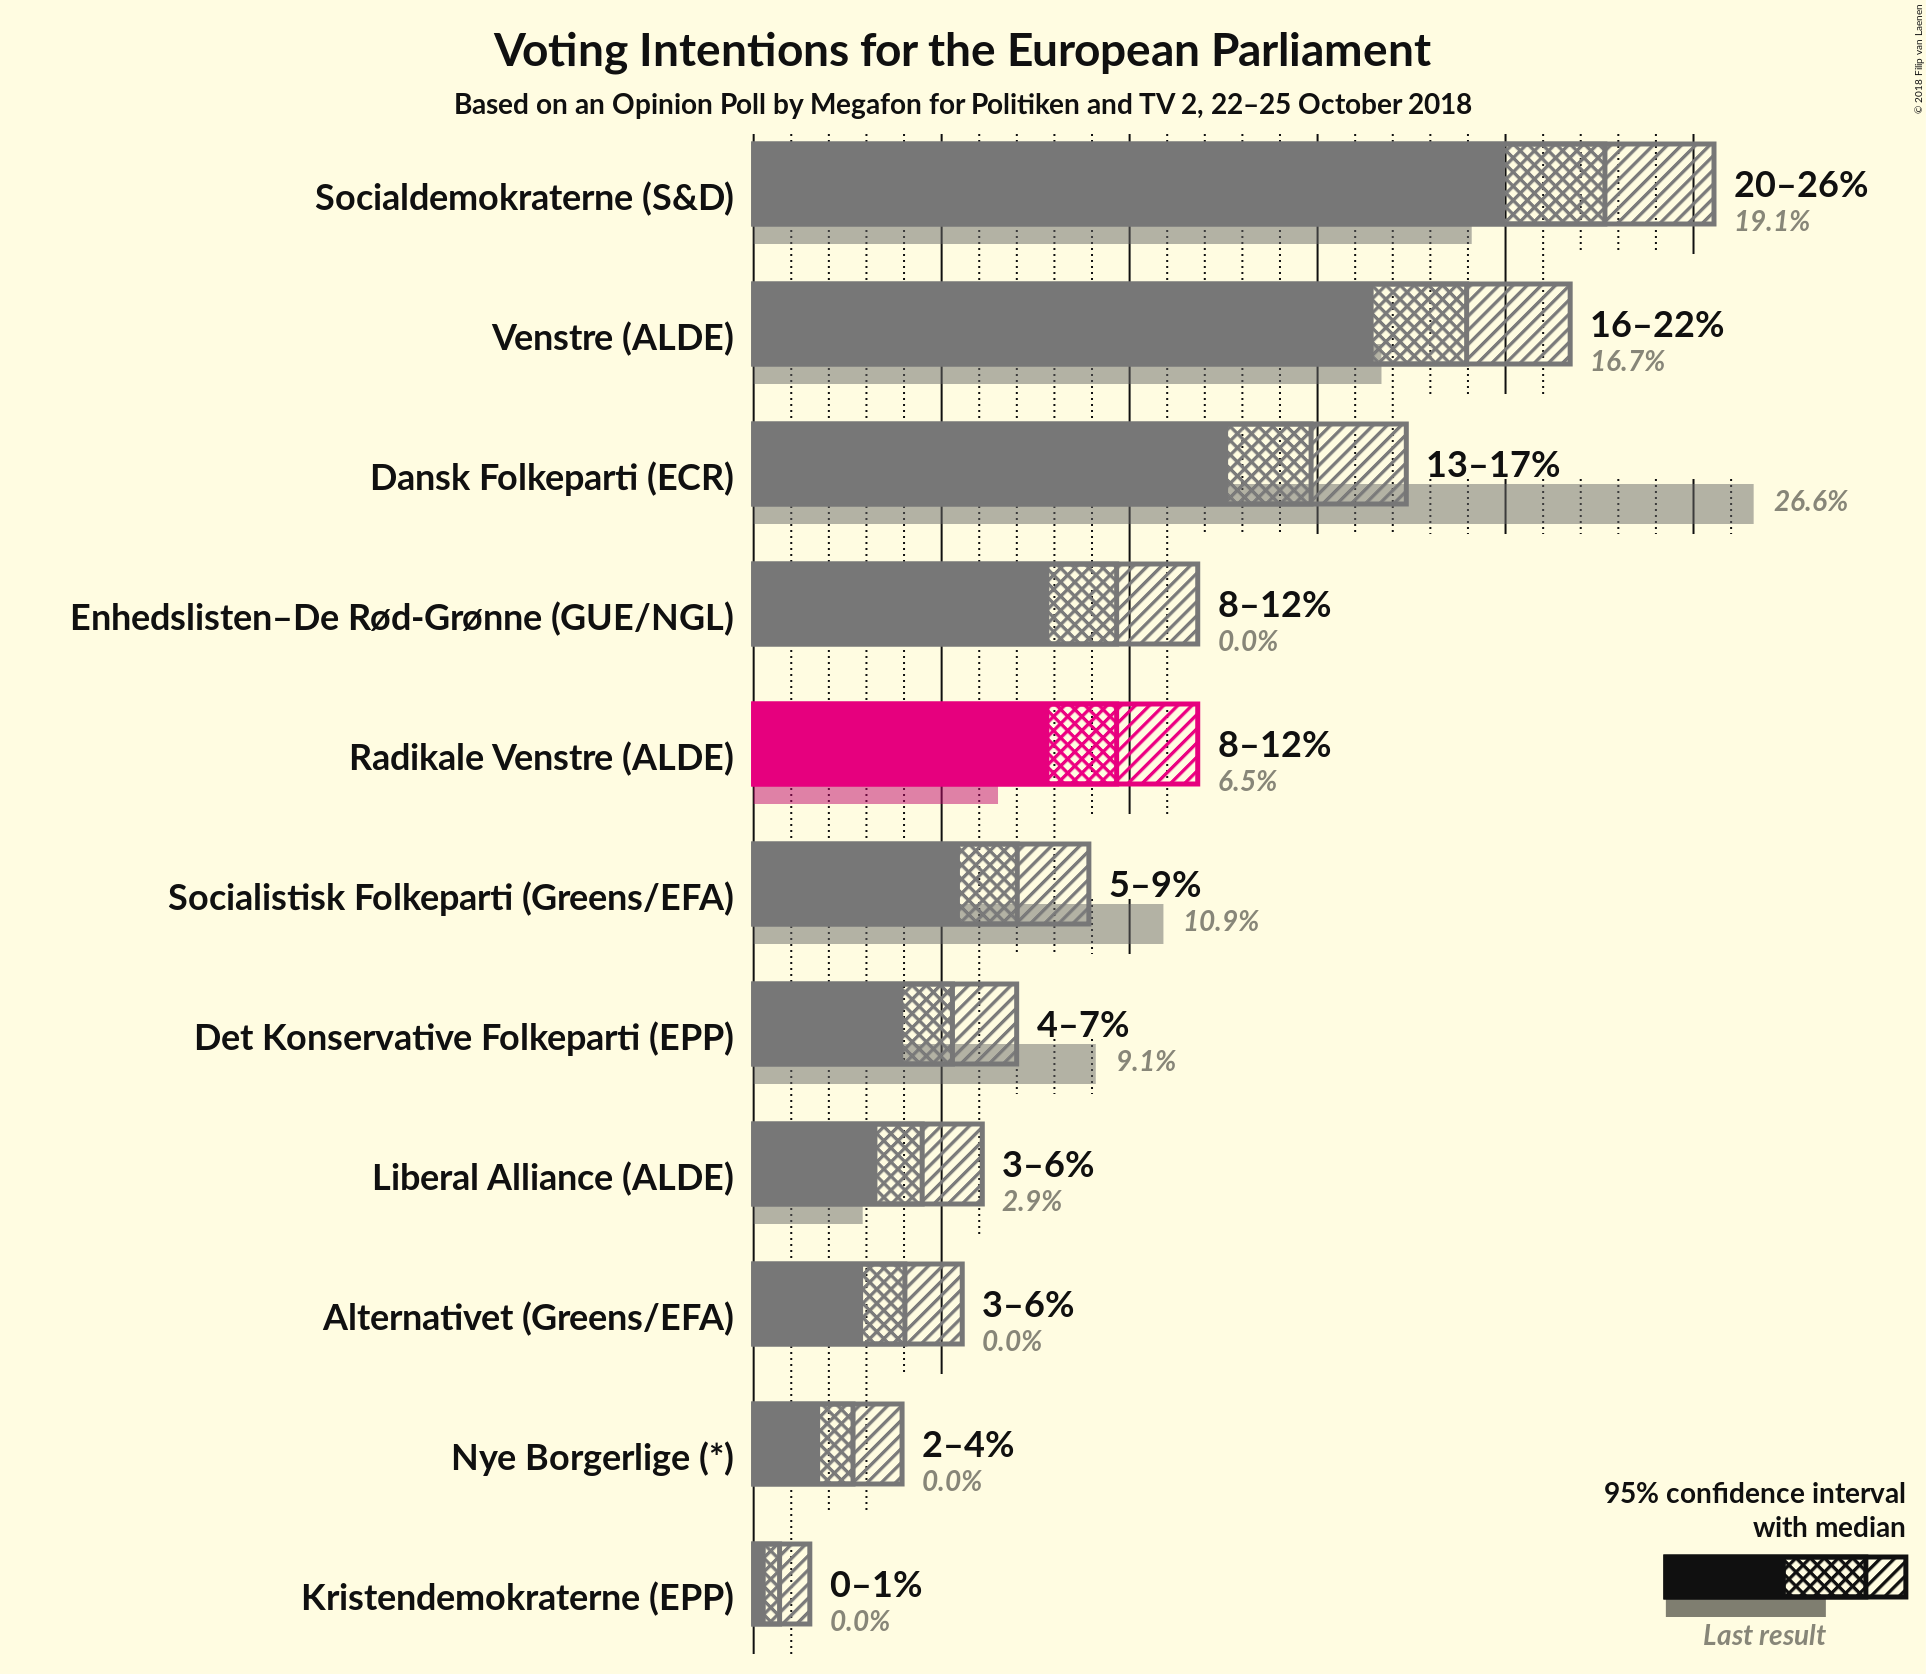 Voting Intentions for the European Parliament
Based on an Opinion Poll by Megafon for Politiken and TV 2, 22–25 October 2018
© 2018 Filip van Laenen
Socialdemokraterne (S&D)
20–26%
19.1%
Venstre (ALDE)
16–22%
16.7%
Dansk Folkeparti (ECR)
13–17%
26.6%
Enhedslisten–De Rød-Grønne (GUE/NGL)
8–12%
0.0%
Radikale Venstre (ALDE)
8–12%
6.5%
Socialistisk Folkeparti (Greens/EFA)
5–9%
10.9%
Det Konservative Folkeparti (EPP)
4–7%
9.1%
Liberal Alliance (ALDE)
3–6%
2.9%
Alternativet (Greens/EFA)
3–6%
0.0%
Nye Borgerlige (*)
2–4%
0.0%
Kristendemokraterne (EPP)
0–1%
0.0%
95% confidence interval
with median
Last result